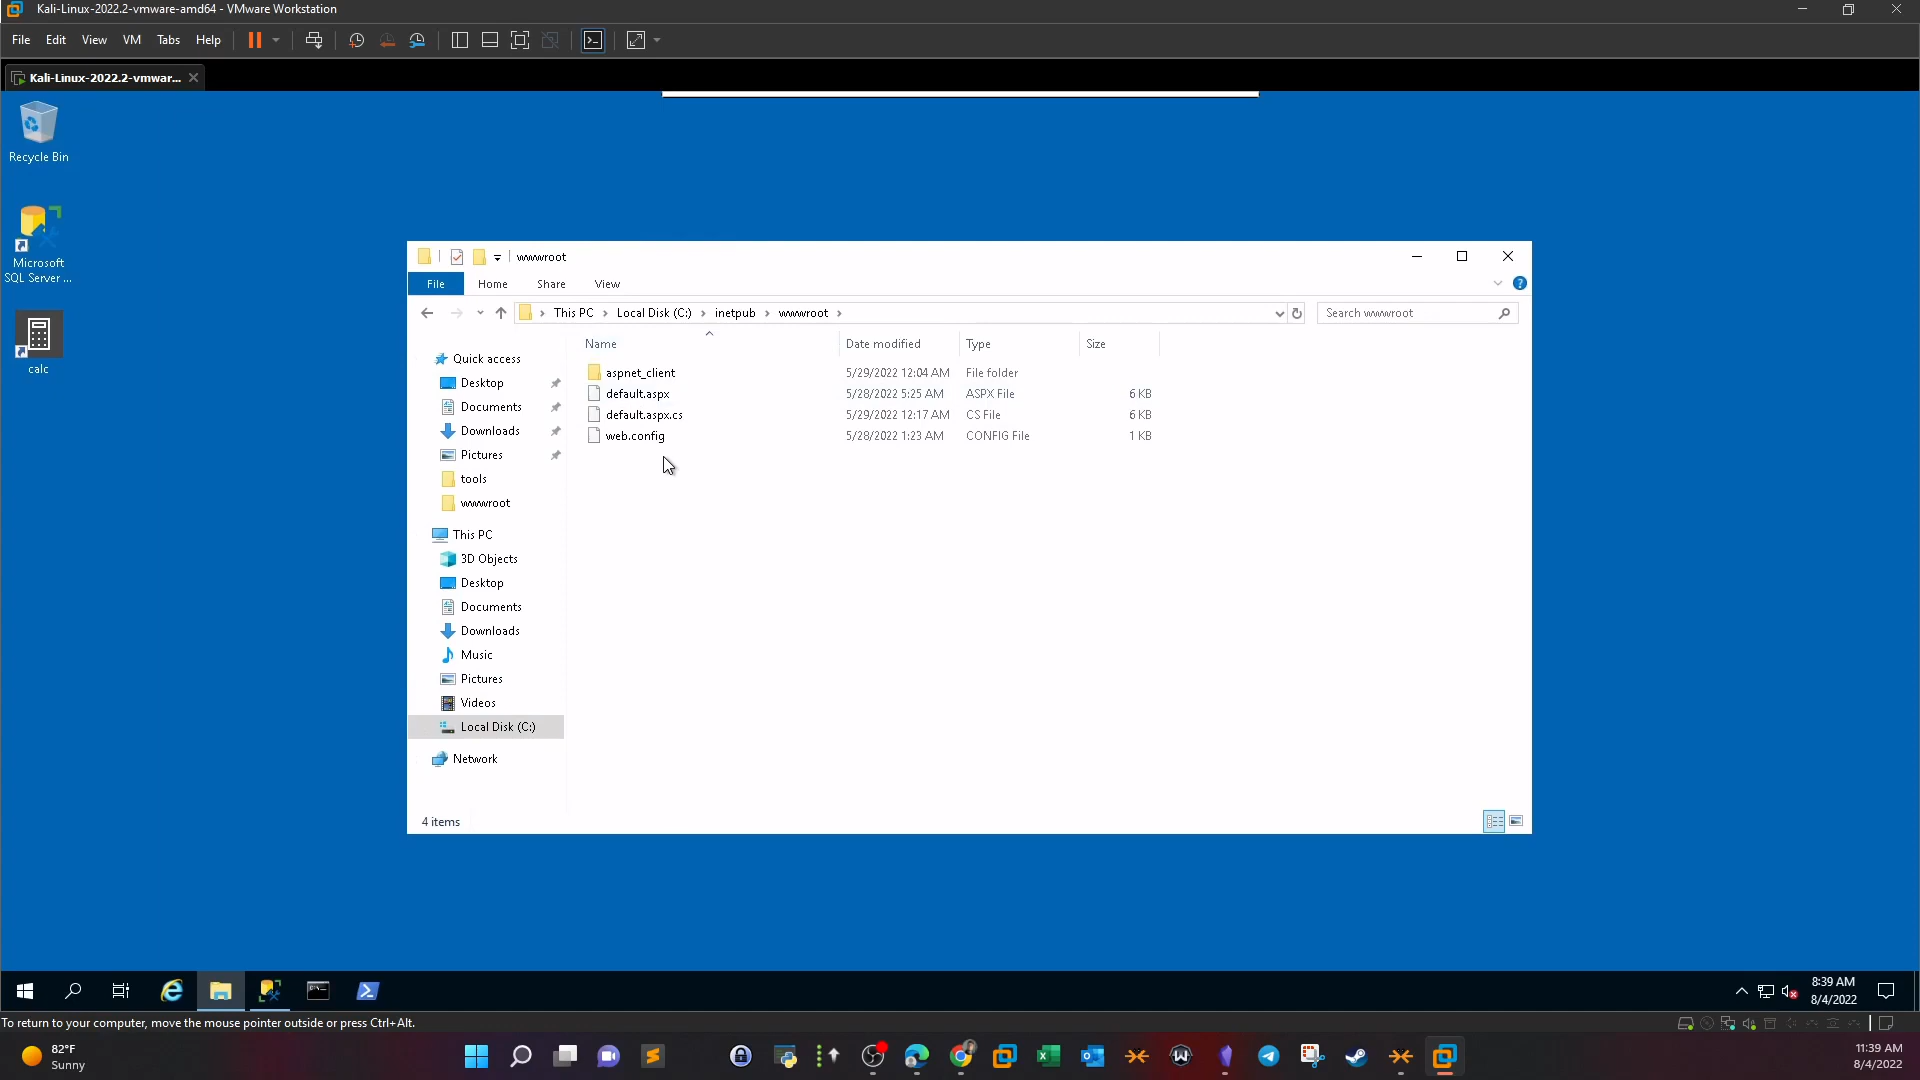 Kali-Linux-2022.2-vmware-amd64 - VMware Workstation
File Edit View VM Tabs Help
Kali-Linux-2022.2-vmwar...
Recycle Bin
Microsoft
SQL Server ...
calc
wwwroot
File Home Share View
This PC Local Disk (C:) inetpub wwwroot
Search wwwroot
Name Date modified Type Size
aspnet_client 5/29/2022 12:04 AM File folder
default.aspx 5/28/2022 5:25 AM ASPX File 6 KB
default.aspx.cs 5/29/2022 12:17 AM CS File 6 KB
web.config 5/28/2022 1:23 AM CONFIG File 1 KB
Quick access
Desktop
Documents
Downloads
Pictures
tools
wwwroot
This PC
3D Objects
Desktop
Documents
Downloads
Music
Pictures
Videos
Local Disk (C:)
Network
4 items
8:39 AM
8/4/2022
To return to your computer, move the mouse pointer outside or press Ctrl+Alt.
82°F
Sunny
11:39 AM
8/4/2022